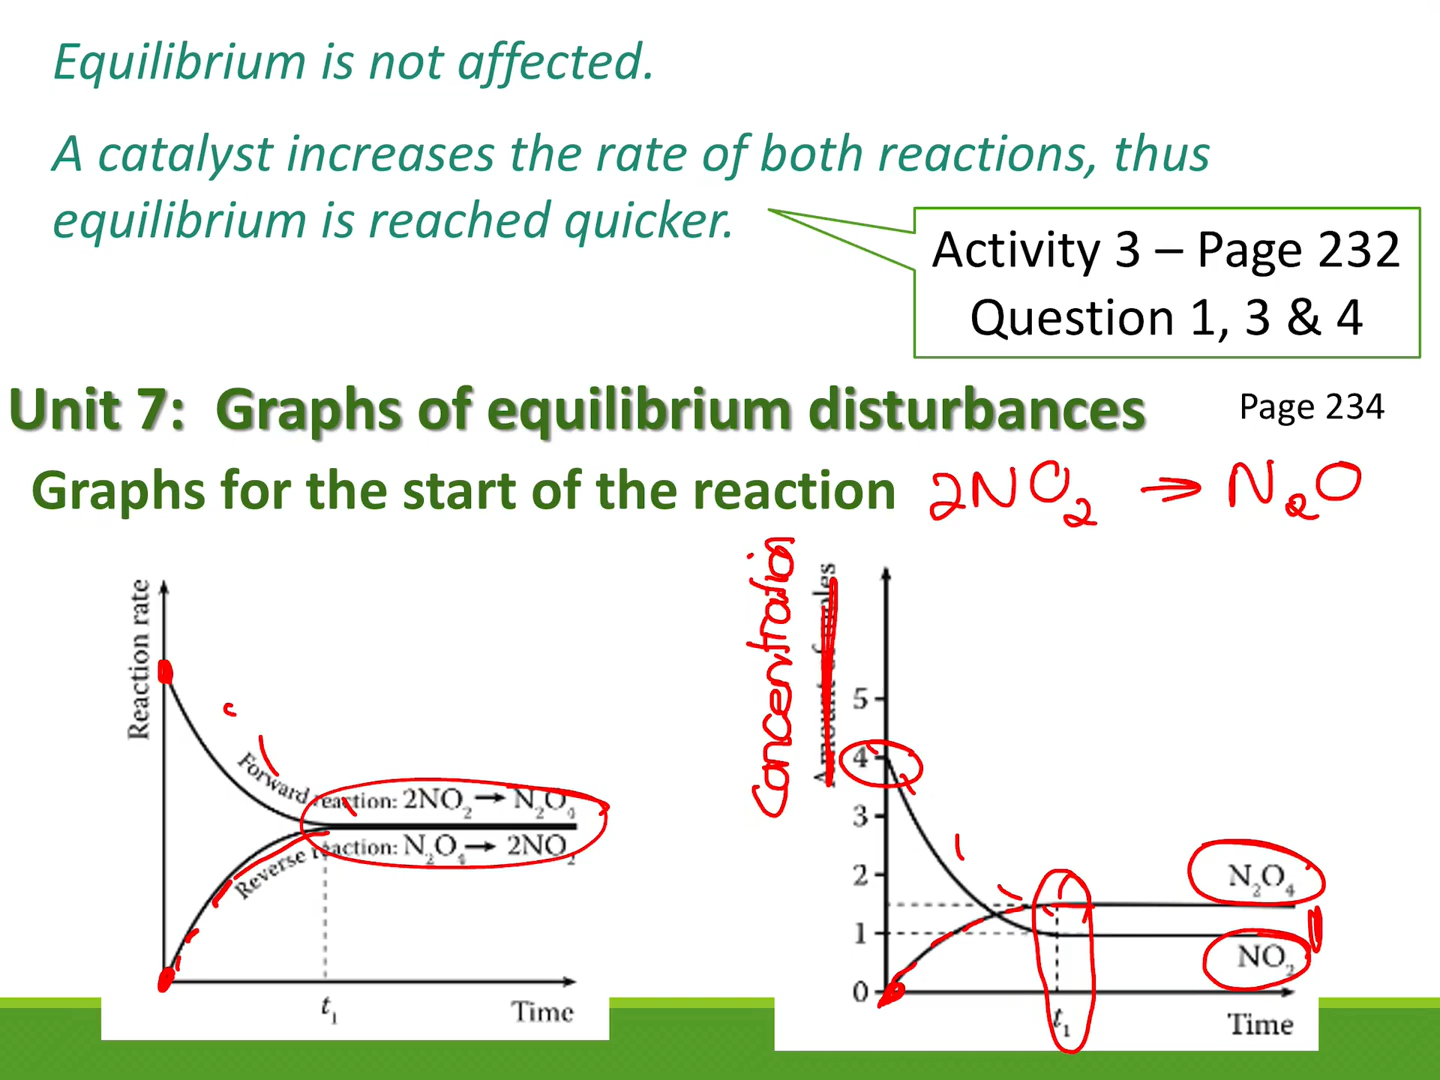 Equilibrium is not affected.
A catalyst increases the rate of both reactions, thus
equilibrium is reached quicker.
Activity 3 – Page 232
Question 1, 3 & 4
Unit 7: Graphs of equilibrium disturbances
Page 234
Graphs for the start of the reaction
2NO₂ → N₂O
Reaction rate
Forward reaction: 2NO₂ → N₂O₄
Reverse reaction: N₂O₄ → 2NO₂
t₁
Time
Concentration
Amount of moles
5
4
3
2
1
0
N₂O₄
NO₂
t₁
Time